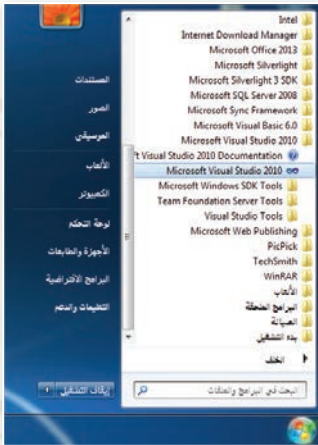 Intel
Internet Download Manager
Microsoft Office 2013
Microsoft Silverlight
Microsoft Silverlight 3 SDK
Microsoft SQL Server 2008
Microsoft Sync Framework
Microsoft Visual Basic 6.0
Microsoft Visual Studio 2010
t Visual Studio 2010 Documentation
Microsoft Visual Studio 2010
Microsoft Windows SDK Tools
Team Foundation Server Tools
Visual Studio Tools
Microsoft Web Publishing
PicPick
TechSmith
WinRAR
الألعاب
البرامج الملحقة
الصيانة
بدء التشغيل
الخلف
البحث في البرامج والملفات
المستندات
الصور
الموسيقى
الألعاب
الكمبيوتر
لوحة التحكم
الأجهزة والطابعات
البرامج الافتراضية
التعليمات والدعم
إيقاف التشغيل